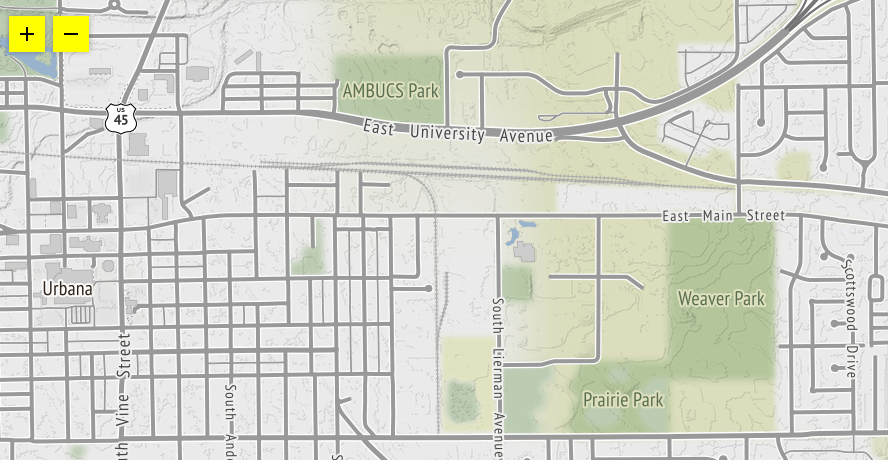 + −
AMBUCS Park
US
45
East University Avenue
East Main Street
Urbana
Weaver Park
Scottswood Drive
South Lierman Avenue
Prairie Park
Vine Street
South